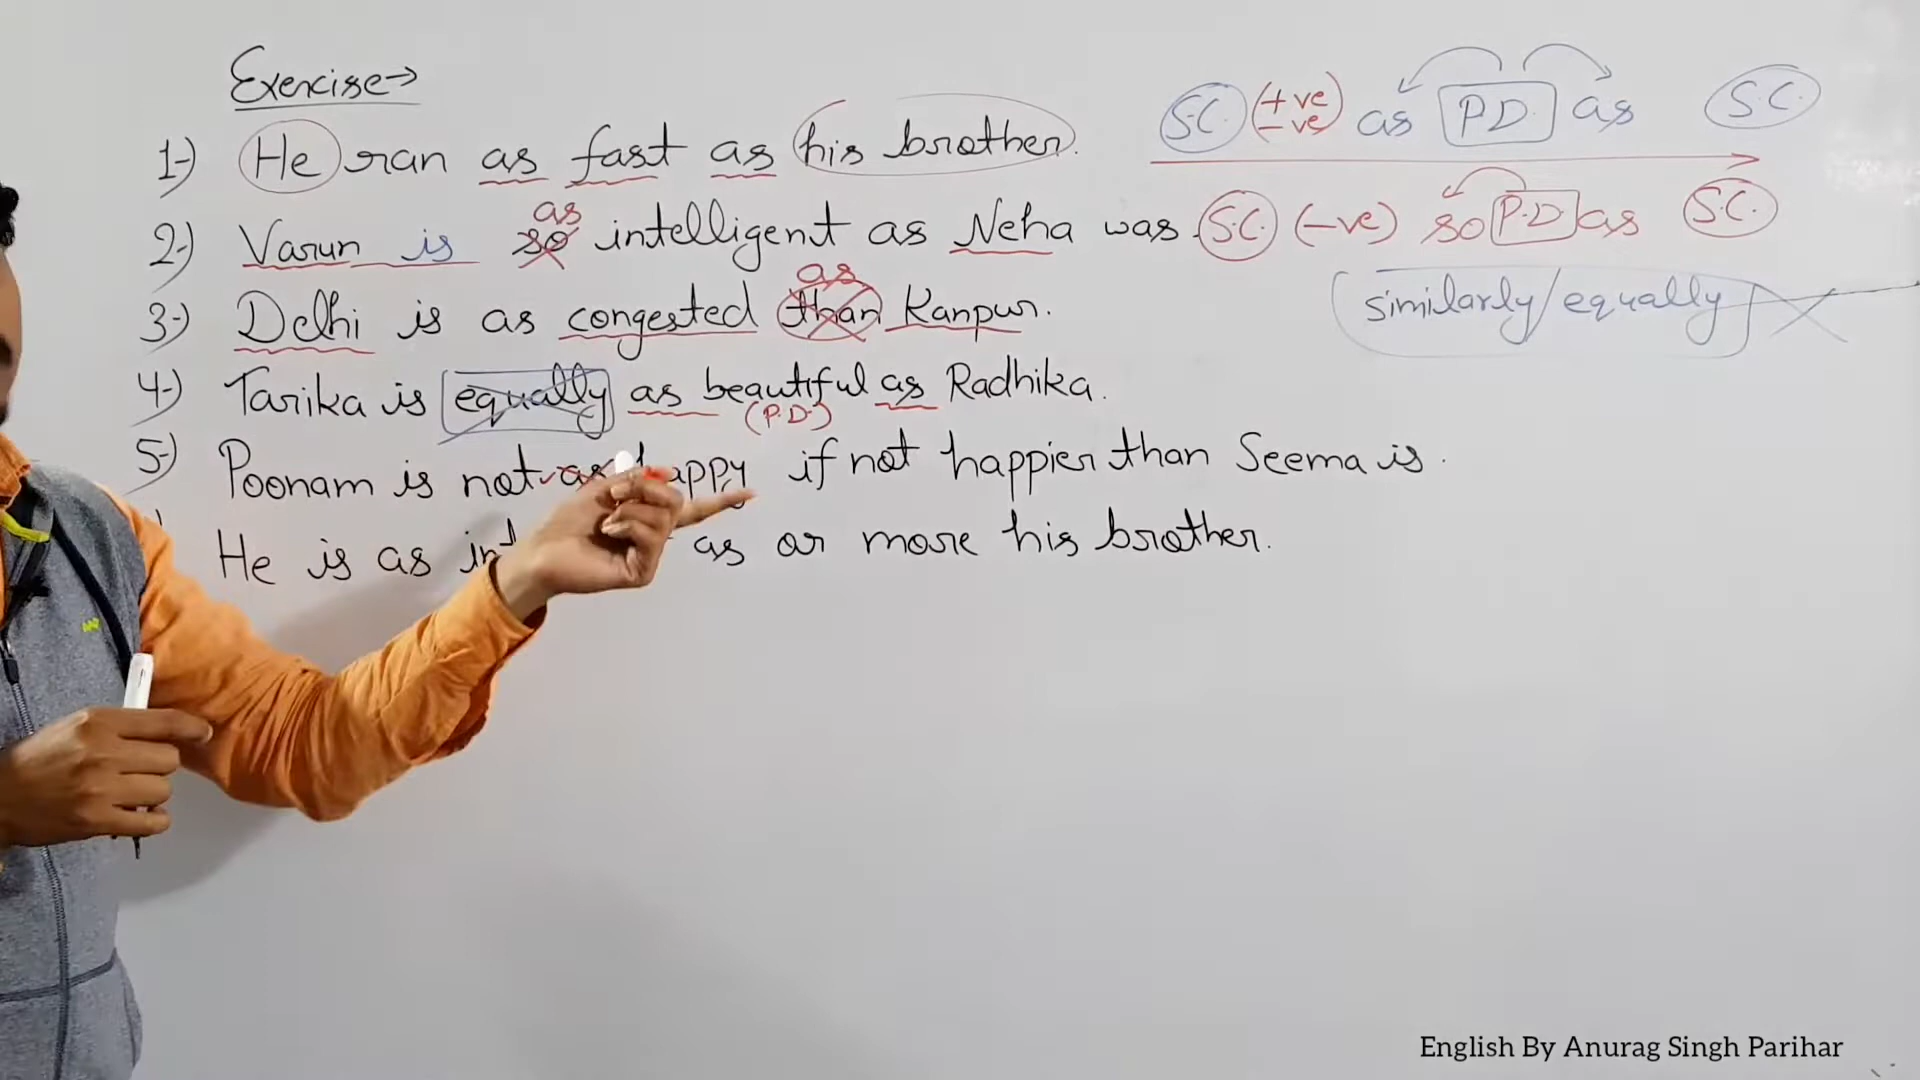 Exercise→
S.C. (+ve -ve) as P.D. as S.C.
1-) He ran as fast as his brother.
as
2-) Varun is so intelligent as Neha was.
S.C. (-ve) so P.D as S.C.
as
3-) Delhi is as congested than Kanpur.
similarly/equally
4-) Tarika is equally as beautiful as Radhika.
(P.D.)
5-) Poonam is not as happy if not happier than Seema is.
He is as as or more his brother.
English By Anurag Singh Parihar